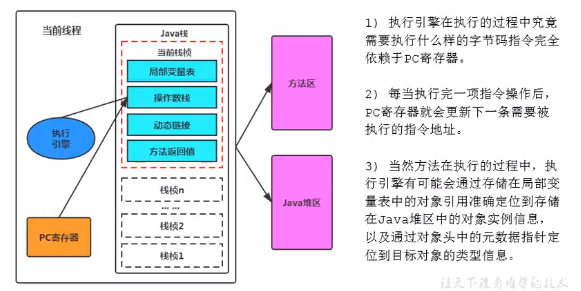 当前线程
Java栈
当前栈桢
局部变量表
操作数栈
动态链接
方法返回值
栈桢n
... ...
栈桢2
栈桢1
执行
引擎
PC寄存器
方法区
Java堆区
1) 执行引擎在执行的过程中究竟
需要执行什么样的字节码指令完全
依赖于PC寄存器。
2) 每当执行完一项指令操作后，
PC寄存器就会更新下一条需要被
执行的指令地址。
3) 当然方法在执行的过程中，执
行引擎有可能会通过存储在局部变
量表中的对象引用准确定位到存储
在Java堆区中的对象实例信息，
以及通过对象头中的元数据指针定
位到目标对象的类型信息。
让天下没有难学的技术